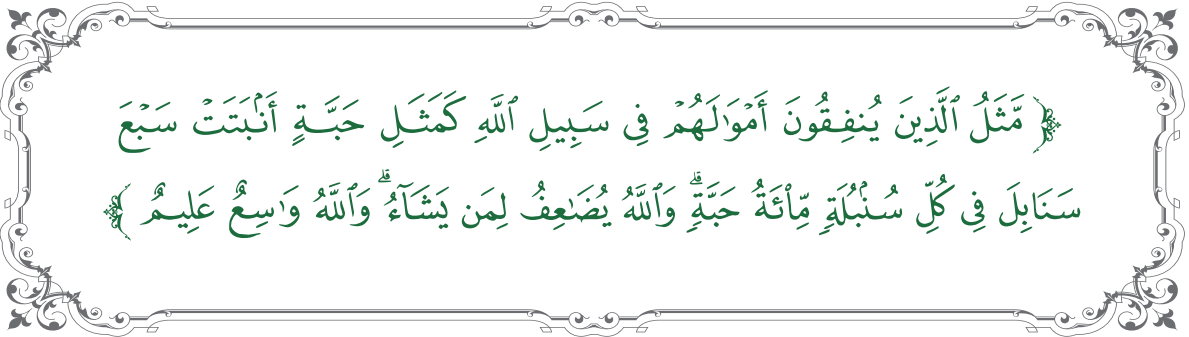 ﴿ مَّثَلُ ٱلَّذِينَ يُنفِقُونَ أَمۡوَٰلَهُمۡ فِي سَبِيلِ ٱللَّهِ كَمَثَلِ حَبَّةٍ أَنۢبَتَتۡ سَبۡعَ
سَنَابِلَ فِي كُلِّ سُنۢبُلَةٖ مِّاْئَةُ حَبَّةٖۗ وَٱللَّهُ يُضَٰعِفُ لِمَن يَشَآءُۗ وَٱللَّهُ وَٰسِعٌ عَلِيمٌ ﴾